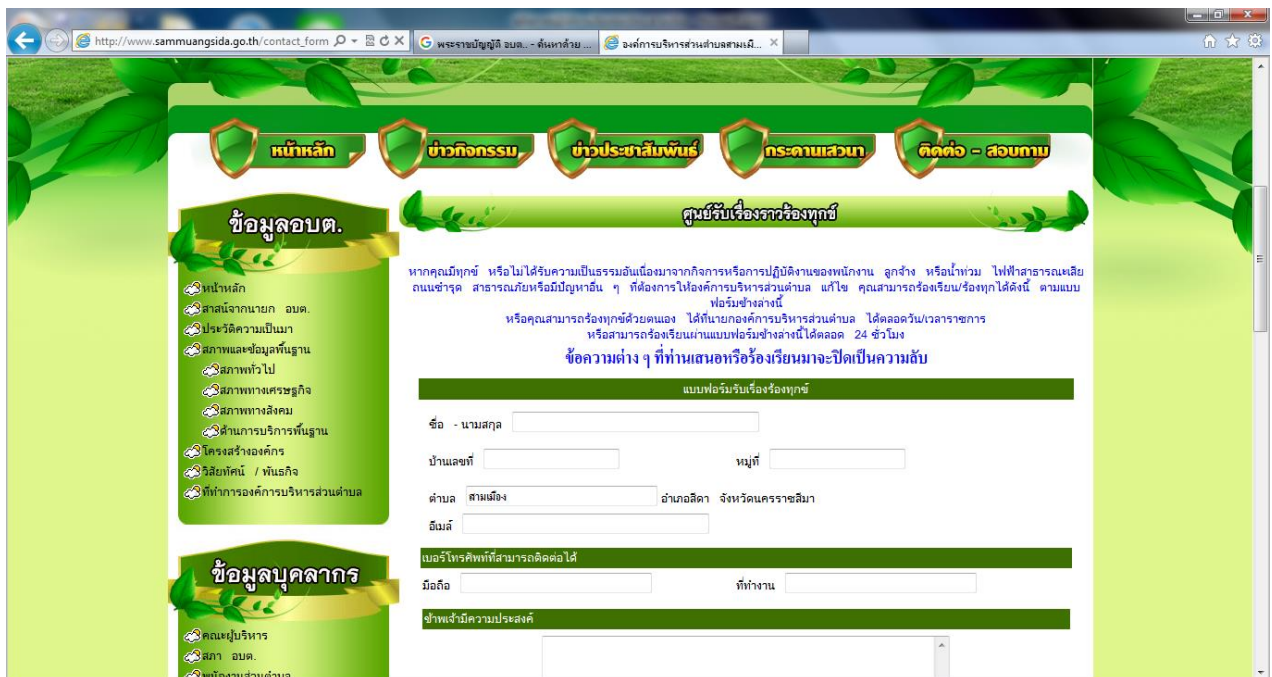 http://www.sammuangsida.go.th/contact_form
พระราชบัญญัติ อบต.. - ค้นหาด้วย ...
องค์การบริหารส่วนตำบลสามเมื...
หน้าหลัก
ข่าวกิจกรรม
ข่าวประชาสัมพันธ์
กระดานเสวนา
ติดต่อ - สอบถาม
ข้อมูลอบต.
หน้าหลัก
สาสน์จากนายก อบต.
ประวัติความเป็นมา
สภาพและข้อมูลพื้นฐาน
สภาพทั่วไป
สภาพทางเศรษฐกิจ
สภาพทางสังคม
ด้านการบริการพื้นฐาน
โครงสร้างองค์กร
วิสัยทัศน์ / พันธกิจ
ที่ทำการองค์การบริหารส่วนตำบล
ข้อมูลบุคลากร
คณะผู้บริหาร
สภา อบต.
พนักงานส่วนตำบล
ศูนย์รับเรื่องราวร้องทุกข์
หากคุณมีทุกข์ หรือไม่ได้รับความเป็นธรรมอันเนื่องมาจากกิจการหรือการปฏิบัติงานของพนักงาน ลูกจ้าง หรือน้ำท่วม ไฟฟ้าสาธารณะเสีย
ถนนชำรุด สาธารณภัยหรือมีปัญหาอื่น ๆ ที่ต้องการให้องค์การบริหารส่วนตำบล แก้ไข คุณสามารถร้องเรียน/ร้องทุกได้ดังนี้ ตามแบบ
ฟอร์มข้างล่างนี้
หรือคุณสามารถร้องทุกข์ด้วยตนเอง ได้ที่นายกองค์การบริหารส่วนตำบล ได้ตลอดวัน/เวลาราชการ
หรือสามารถร้องเรียนผ่านแบบฟอร์มข้างล่างนี้ได้ตลอด 24 ชั่วโมง
ข้อความต่าง ๆ ที่ท่านเสนอหรือร้องเรียนมาจะปิดเป็นความลับ
แบบฟอร์มรับเรื่องร้องทุกข์
ชื่อ - นามสกุล
บ้านเลขที่ หมู่ที่
ตำบล สามเมือง อำเภอสีดา จังหวัดนครราชสีมา
อีเมล์
เบอร์โทรศัพท์ที่สามารถติดต่อได้
มือถือ ที่ทำงาน
ข้าพเจ้ามีความประสงค์